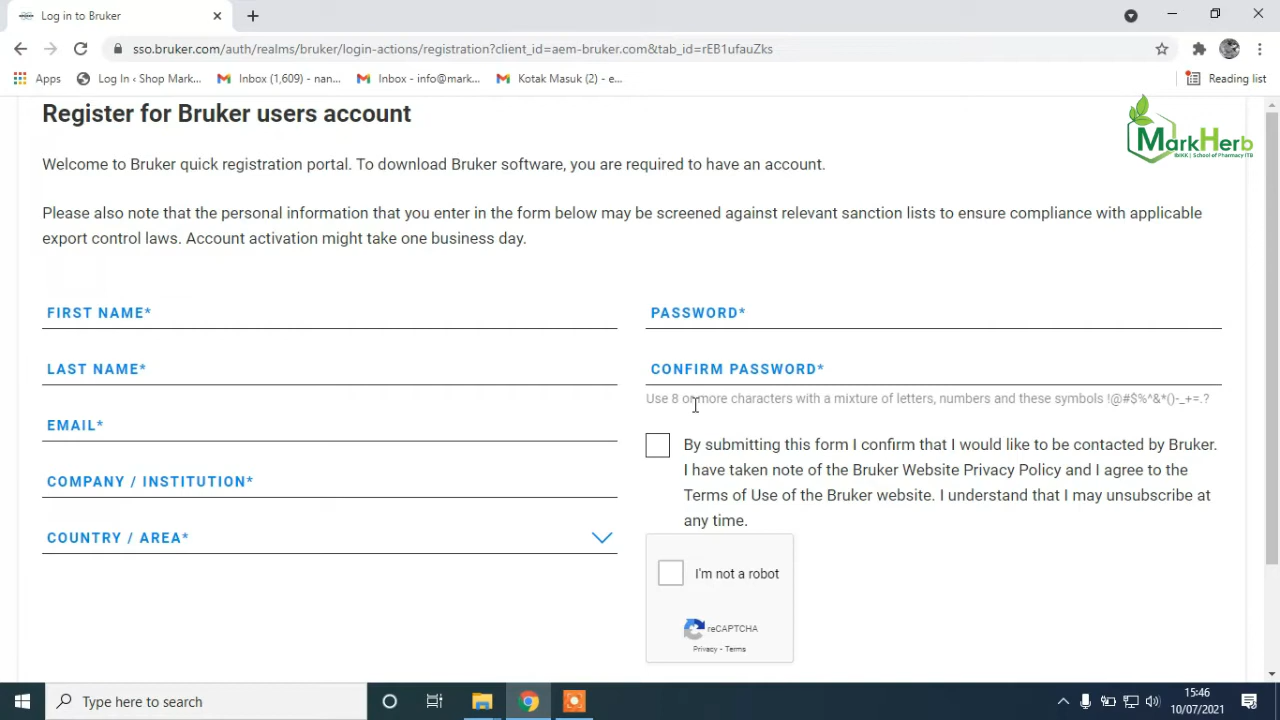 Log in to Bruker
sso.bruker.com/auth/realms/bruker/login-actions/registration?client_id=aem-bruker.com&tab_id=rEB1ufauZks
Apps
Log In ‹ Shop Mark...
Inbox (1,609) - nan...
Inbox - info@mark...
Kotak Masuk (2) - e...
Reading list
Register for Bruker users account
MarkHerb
BIKK | School of Pharmacy ITB
Welcome to Bruker quick registration portal. To download Bruker software, you are required to have an account.
Please also note that the personal information that you enter in the form below may be screened against relevant sanction lists to ensure compliance with applicable
export control laws. Account activation might take one business day.
FIRST NAME*
LAST NAME*
EMAIL*
COMPANY / INSTITUTION*
COUNTRY / AREA*
PASSWORD*
CONFIRM PASSWORD*
Use 8 or more characters with a mixture of letters, numbers and these symbols !@#$%^&*()-_+=.?
By submitting this form I confirm that I would like to be contacted by Bruker.
I have taken note of the Bruker Website Privacy Policy and I agree to the
Terms of Use of the Bruker website. I understand that I may unsubscribe at
any time.
I'm not a robot
reCAPTCHA
Privacy - Terms
Type here to search
15:46
10/07/2021